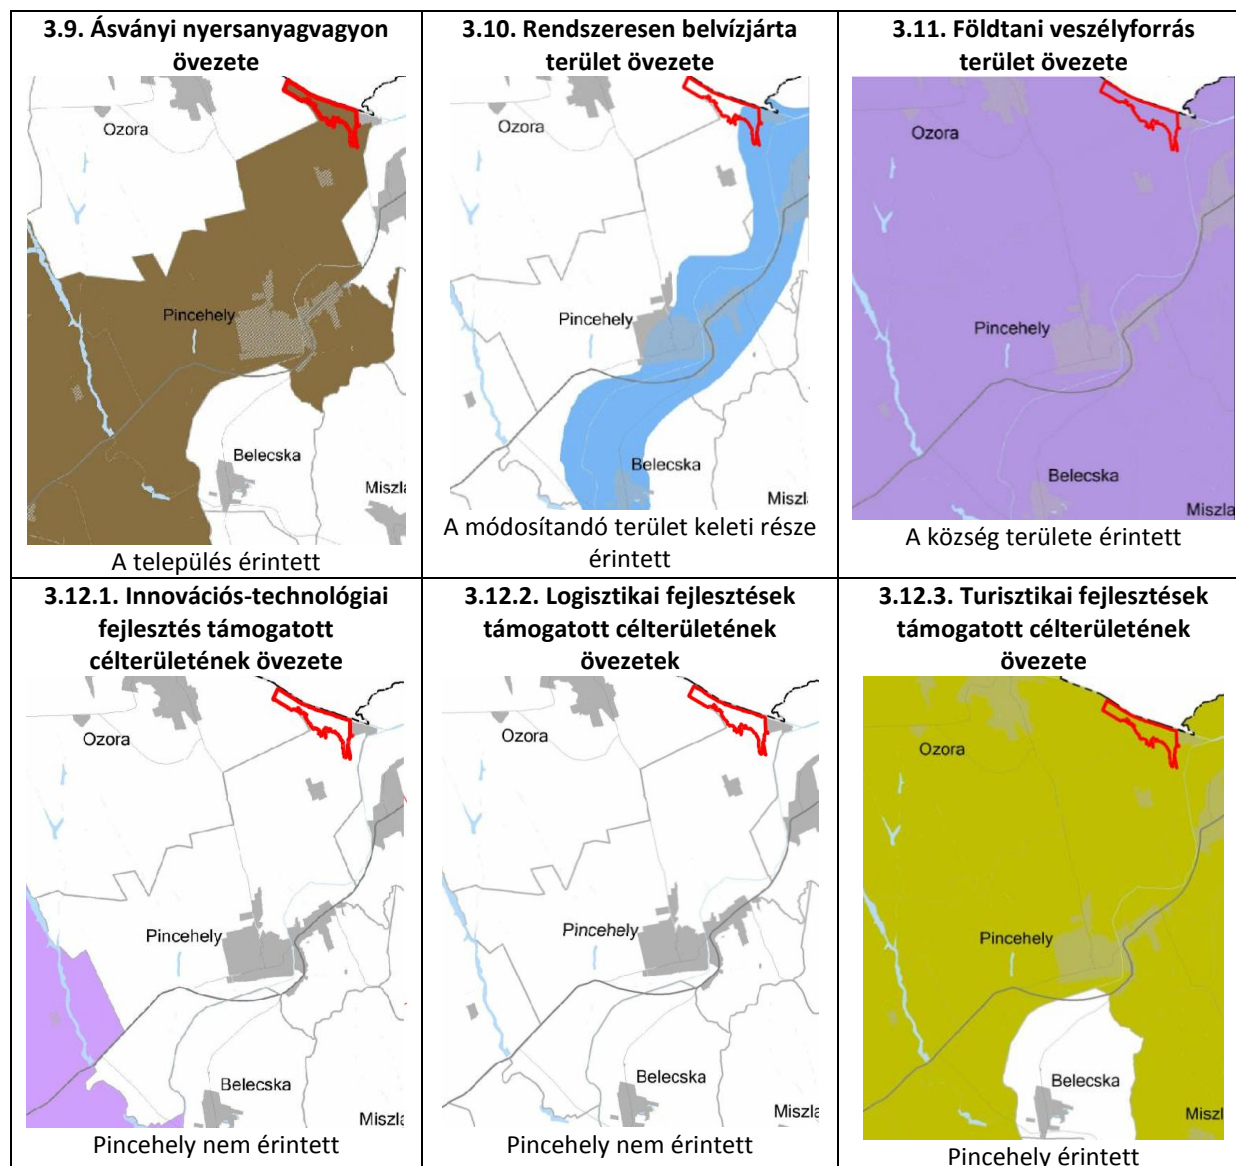 3.9. Ásványi nyersanyagvagyon
övezete
Ozora
Pincehely
Belecska
Miszla
A település érintett
3.10. Rendszeresen belvízjárta
terület övezete
Ozora
Pincehely
Belecska
Miszl
A módosítandó terület keleti része
érintett
3.11. Földtani veszélyforrás
terület övezete
Ozora
Pincehely
Belecska
Miszla
A község területe érintett
3.12.1. Innovációs-technológiai
fejlesztés támogatott
célterületének övezete
Ozora
Pincehely
Belecska
Miszla
Pincehely nem érintett
3.12.2. Logisztikai fejlesztések
támogatott célterületének
övezetek
Ozora
Pincehely
Belecska
Miszla
Pincehely nem érintett
3.12.3. Turisztikai fejlesztések
támogatott célterületének
övezete
Ozora
Pincehely
Belecska
Miszl
Pincehely érintett